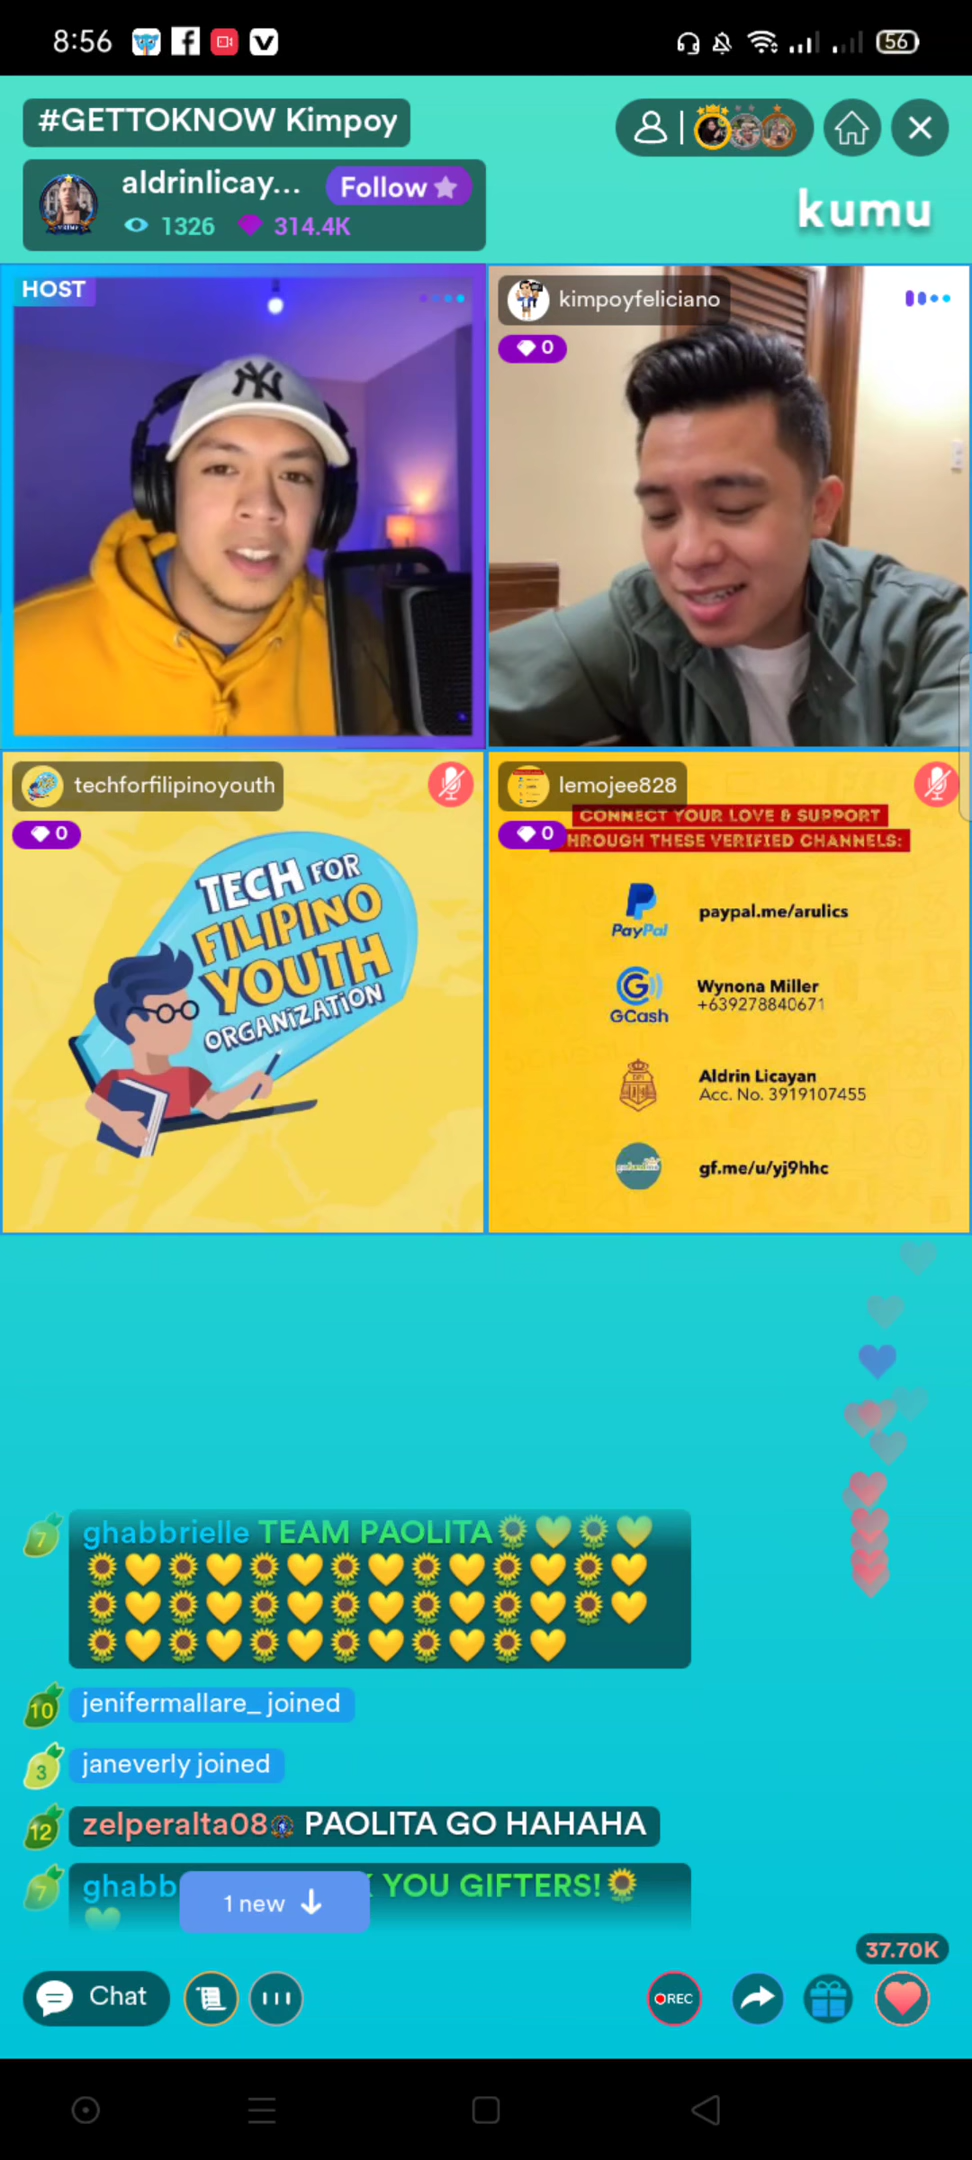 8:56
56
#GETTOKNOW Kimpoy
aldrinlicay...
Follow
1326
314.4K
kumu
HOST
kimpoyfeliciano
0
techforfilipinoyouth
0
TECH FOR
FILIPINO
YOUTH
ORGANIZATION
lemojee828
0
CONNECT YOUR LOVE & SUPPORT
HROUGH THESE VERIFIED CHANNELS:
PayPal
paypal.me/arulics
GCash
Wynona Miller
+639278840671
Aldrin Licayan
Acc. No. 3919107455
gf.me/u/yj9hhc
7 ghabbrielle TEAM PAOLITA🌻💛🌻💛
🌻💛🌻💛🌻💛🌻💛🌻💛🌻💛🌻💛
🌻💛🌻💛🌻💛🌻💛🌻💛🌻💛🌻💛
🌻💛🌻💛🌻💛🌻💛🌻💛🌻💛
10 jenifermallare_ joined
3 janeverly joined
12 zelperalta08 PAOLITA GO HAHAHA
7 ghabb YOU GIFTERS!🌻
💛
1 new
37.70K
Chat
REC